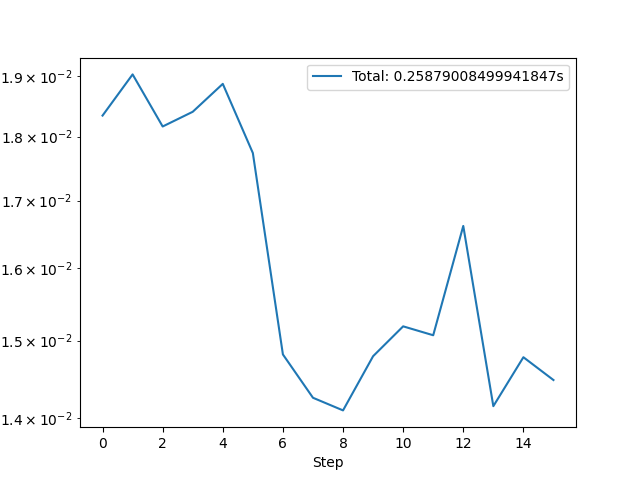 Total: 0.25879008499941847s
1.9 × 10⁻²
1.8 × 10⁻²
1.7 × 10⁻²
1.6 × 10⁻²
1.5 × 10⁻²
1.4 × 10⁻²
0 2 4 6 8 10 12 14
Step